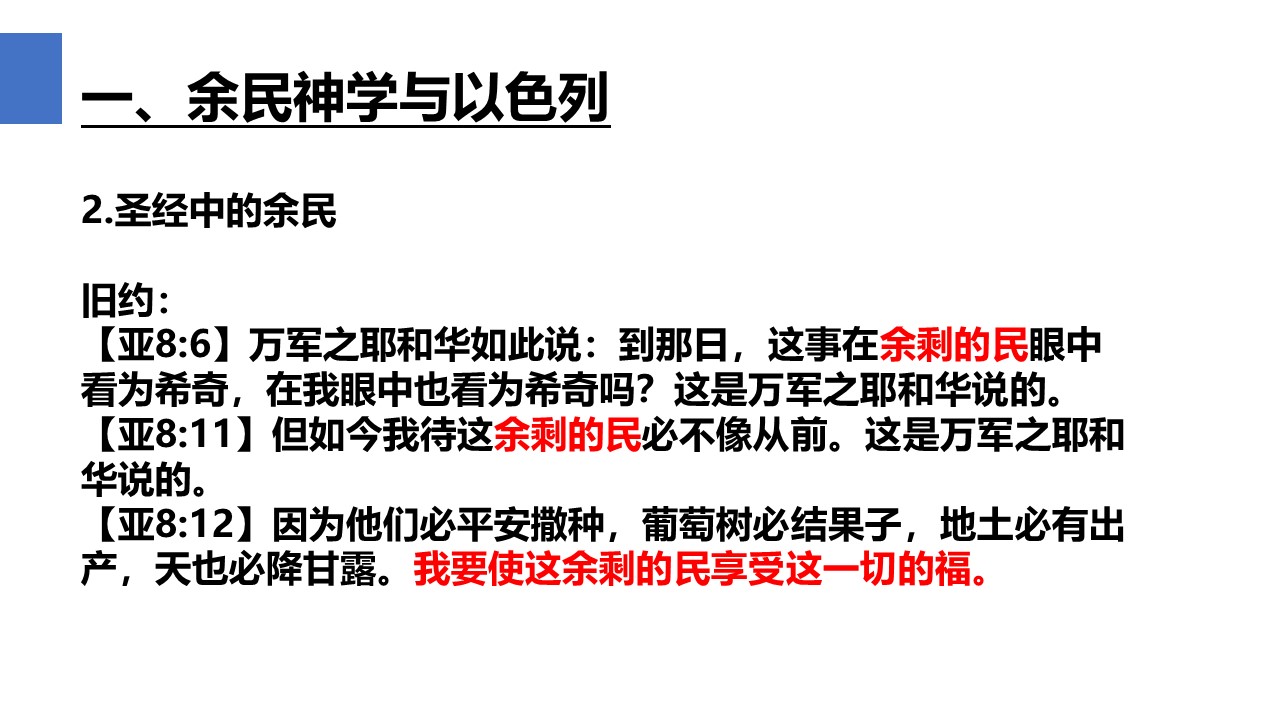 一、余民神学与以色列
2.圣经中的余民
旧约：
【亚8:6】万军之耶和华如此说：到那日，这事在余剩的民眼中
看为希奇，在我眼中也看为希奇吗？这是万军之耶和华说的。
【亚8:11】但如今我待这余剩的民必不像从前。这是万军之耶和
华说的。
【亚8:12】因为他们必平安撒种，葡萄树必结果子，地土必有出
产，天也必降甘露。我要使这余剩的民享受这一切的福。